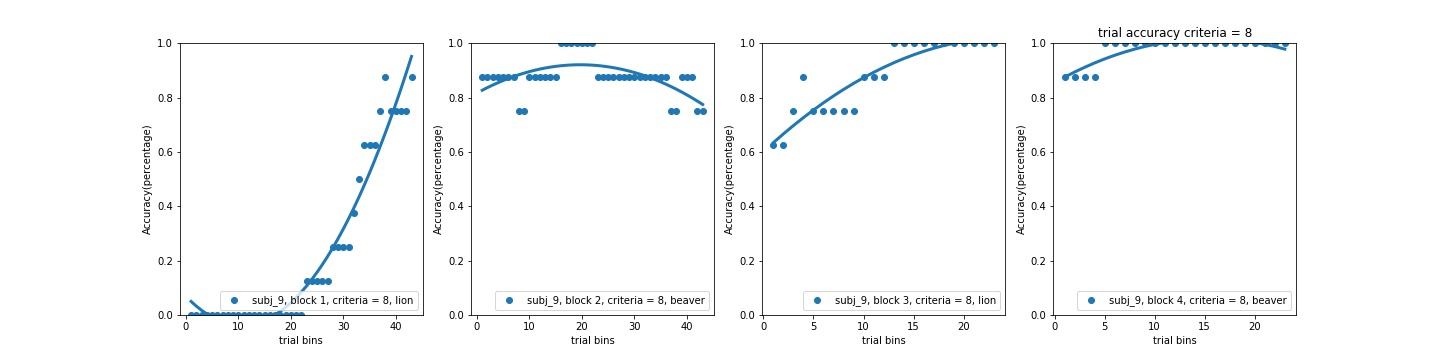 trial accuracy criteria = 8
Accuracy(percentage)
1.0
0.8
0.6
0.4
0.2
0.0
subj_9, block 1, criteria = 8, lion
0 10 20 30 40
trial bins
Accuracy(percentage)
1.0
0.8
0.6
0.4
0.2
0.0
subj_9, block 2, criteria = 8, beaver
0 10 20 30 40
trial bins
Accuracy(percentage)
1.0
0.8
0.6
0.4
0.2
0.0
subj_9, block 3, criteria = 8, lion
0 5 10 15 20
trial bins
Accuracy(percentage)
1.0
0.8
0.6
0.4
0.2
0.0
subj_9, block 4, criteria = 8, beaver
0 5 10 15 20
trial bins